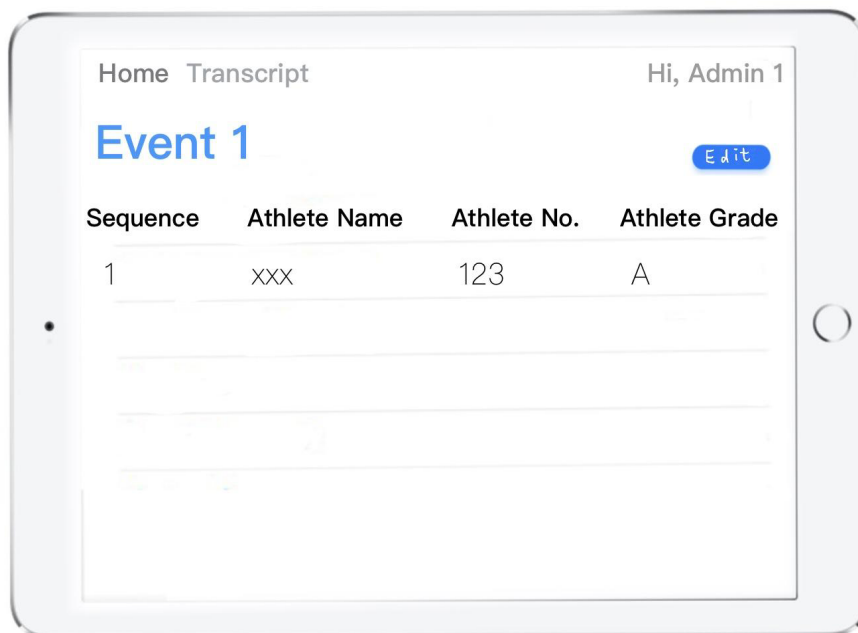 Home Transcript Hi, Admin 1
Event 1
Edit
Sequence Athlete Name Athlete No. Athlete Grade
1 xxx 123 A